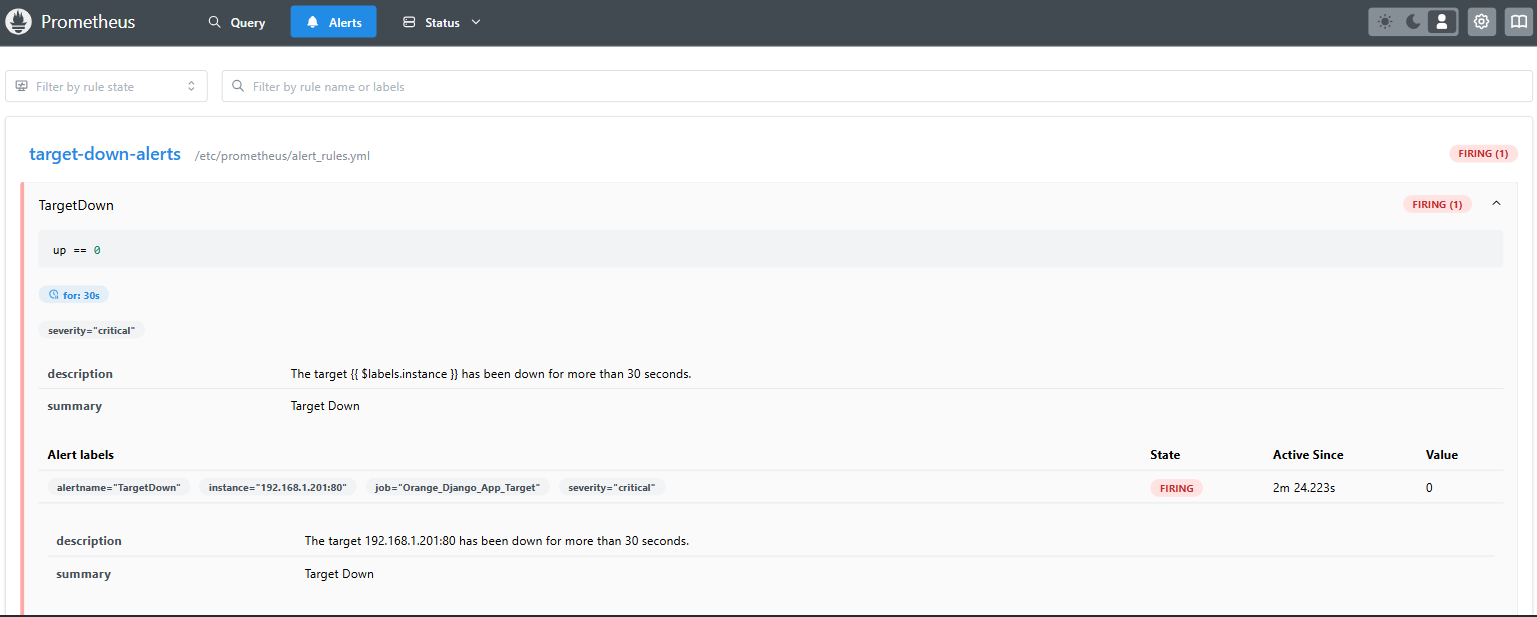 Prometheus Query Alerts Status
Filter by rule state Filter by rule name or labels
target-down-alerts /etc/prometheus/alert_rules.yml FIRING (1)
TargetDown FIRING (1)
up == 0
for: 30s
severity="critical"
description The target {{ $labels.instance }} has been down for more than 30 seconds.
summary Target Down
Alert labels State Active Since Value
alertname="TargetDown" instance="192.168.1.201:80" job="Orange_Django_App_Target" severity="critical" FIRING 2m 24.223s 0
description The target 192.168.1.201:80 has been down for more than 30 seconds.
summary Target Down